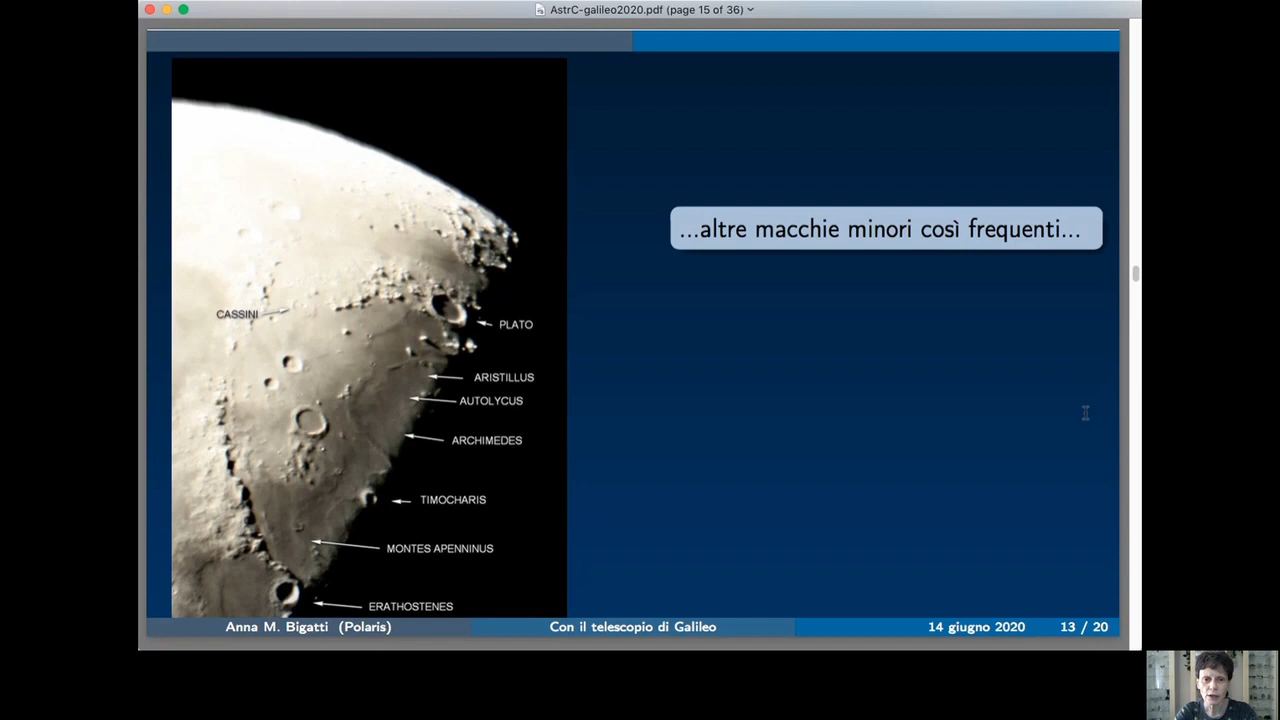 AstrC-galileo2020.pdf (page 15 of 36)
...altre macchie minori così frequenti...
CASSINI
PLATO
ARISTILLUS
AUTOLYCUS
ARCHIMEDES
TIMOCHARIS
MONTES APENNINUS
ERATHOSTENES
Anna M. Bigatti (Polaris) Con il telescopio di Galileo 14 giugno 2020 13 / 20